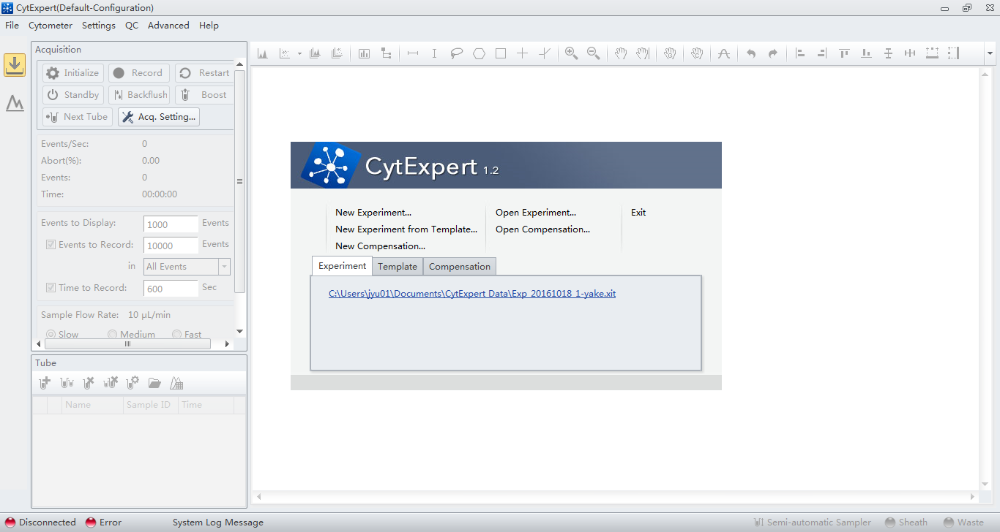 CytExpert(Default-Configuration)
File Cytometer Settings QC Advanced Help
Acquisition
Initialize Record Restart
Standby Backflush Boost
Next Tube Acq. Setting...
Events/Sec: 0
Abort(%): 0.00
Events: 0
Time: 00:00:00
Events to Display: 1000 Events
Events to Record: 10000 Events
in All Events
Time to Record: 600 Sec
Sample Flow Rate: 10 µL/min
Slow Medium Fast
Tube
Name Sample ID Time
CytExpert 1.2
New Experiment... Open Experiment... Exit
New Experiment from Template... Open Compensation...
New Compensation...
Experiment Template Compensation
C:\Users\jyu01\Documents\CytExpert Data\Exp_20161018_1-yake.xit
Disconnected Error System Log Message Semi-automatic Sampler Sheath Waste